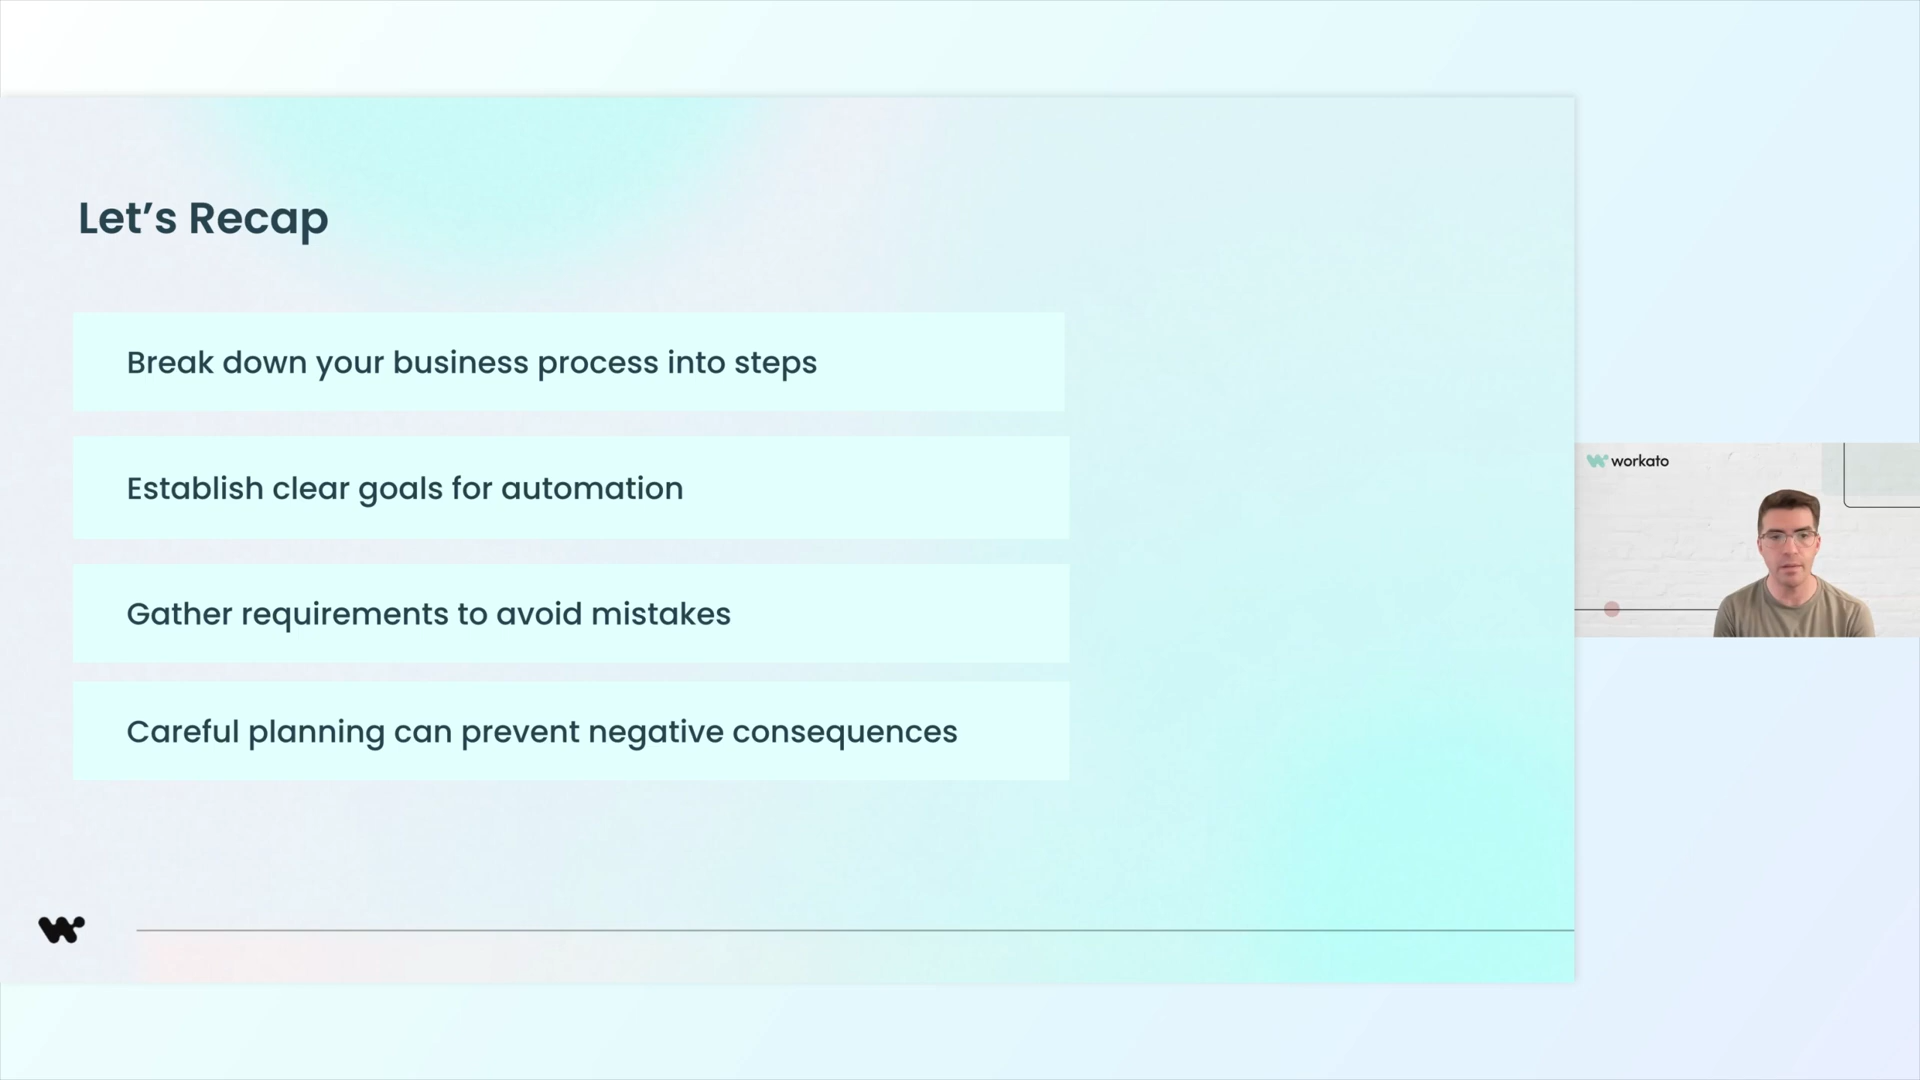 Let’s Recap
Break down your business process into steps
Establish clear goals for automation
Gather requirements to avoid mistakes
Careful planning can prevent negative consequences
workato